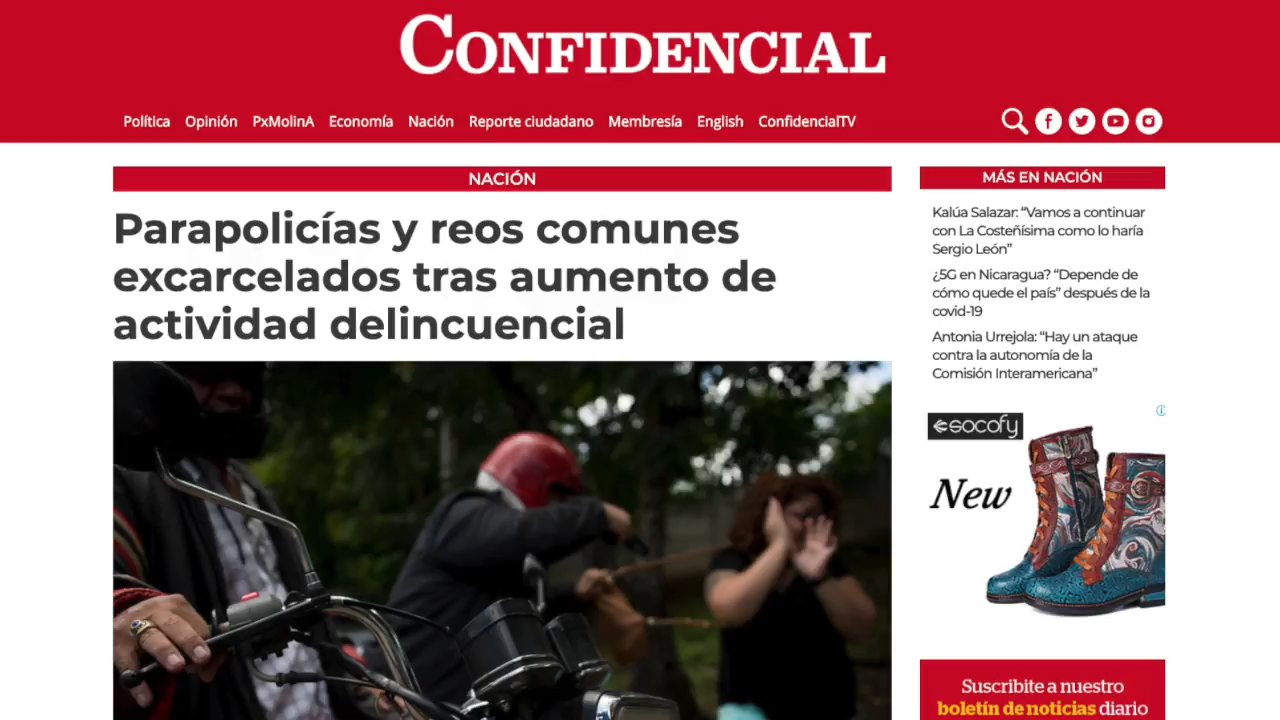 CONFIDENCIAL
Política Opinión PxMolinA Economía Nación Reporte ciudadano Membresía English ConfidencialTV
NACIÓN
Parapolicías y reos comunes
excarcelados tras aumento de
actividad delincuencial
MÁS EN NACIÓN
Kalúa Salazar: “Vamos a continuar
con La Costeñísima como lo haría
Sergio León”
¿5G en Nicaragua? “Depende de
cómo quede el país” después de la
covid-19
Antonia Urrejola: “Hay un ataque
contra la autonomía de la
Comisión Interamericana”
socofy
New
Suscribite a nuestro
boletín de noticias diario